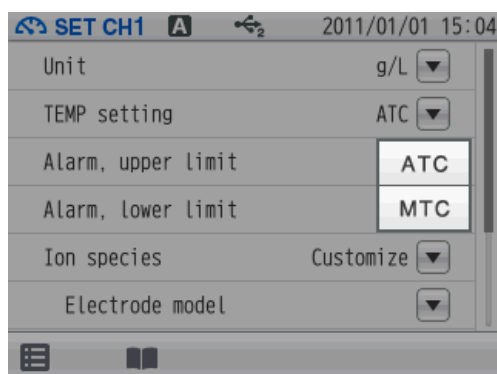 SET CH1 A 2 2011/01/01 15:04
Unit g/L
TEMP setting ATC
Alarm, upper limit ATC
Alarm, lower limit MTC
Ion species Customize
Electrode model